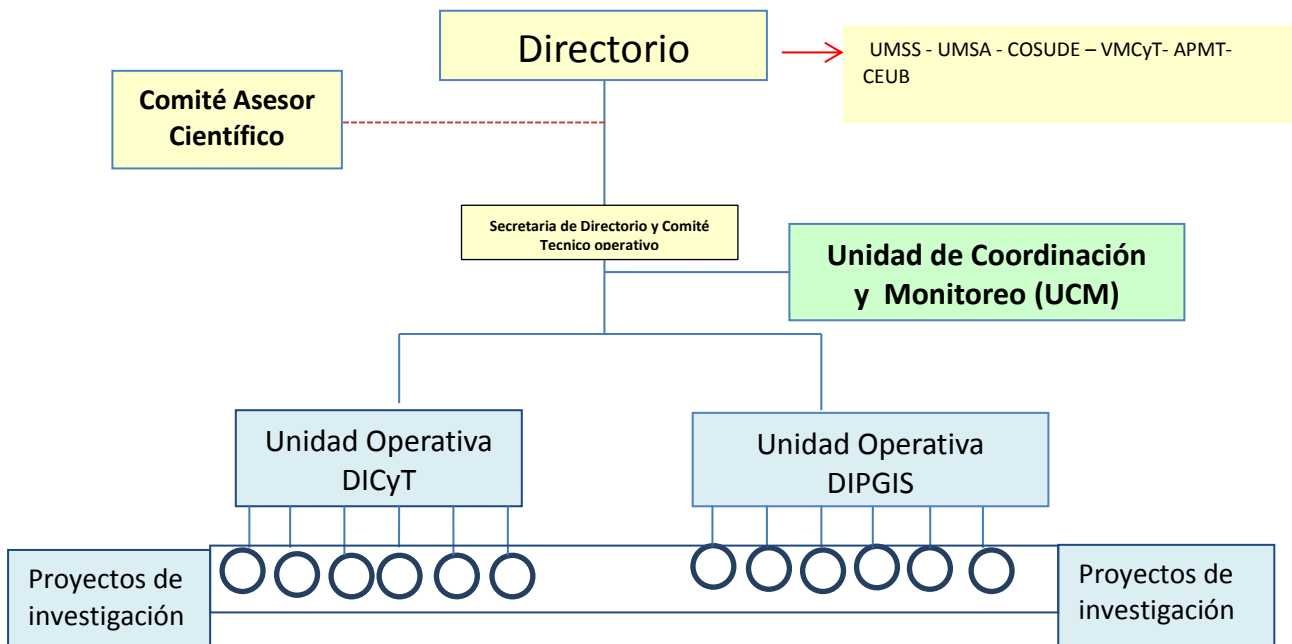 Directorio
UMSS - UMSA - COSUDE – VMCyT- APMT-
CEUB
Comité Asesor
Científico
Secretaria de Directorio y Comité
Tecnico operativo
Unidad de Coordinación
y Monitoreo (UCM)
Unidad Operativa
DICyT
Unidad Operativa
DIPGIS
Proyectos de
investigación
Proyectos de
investigación